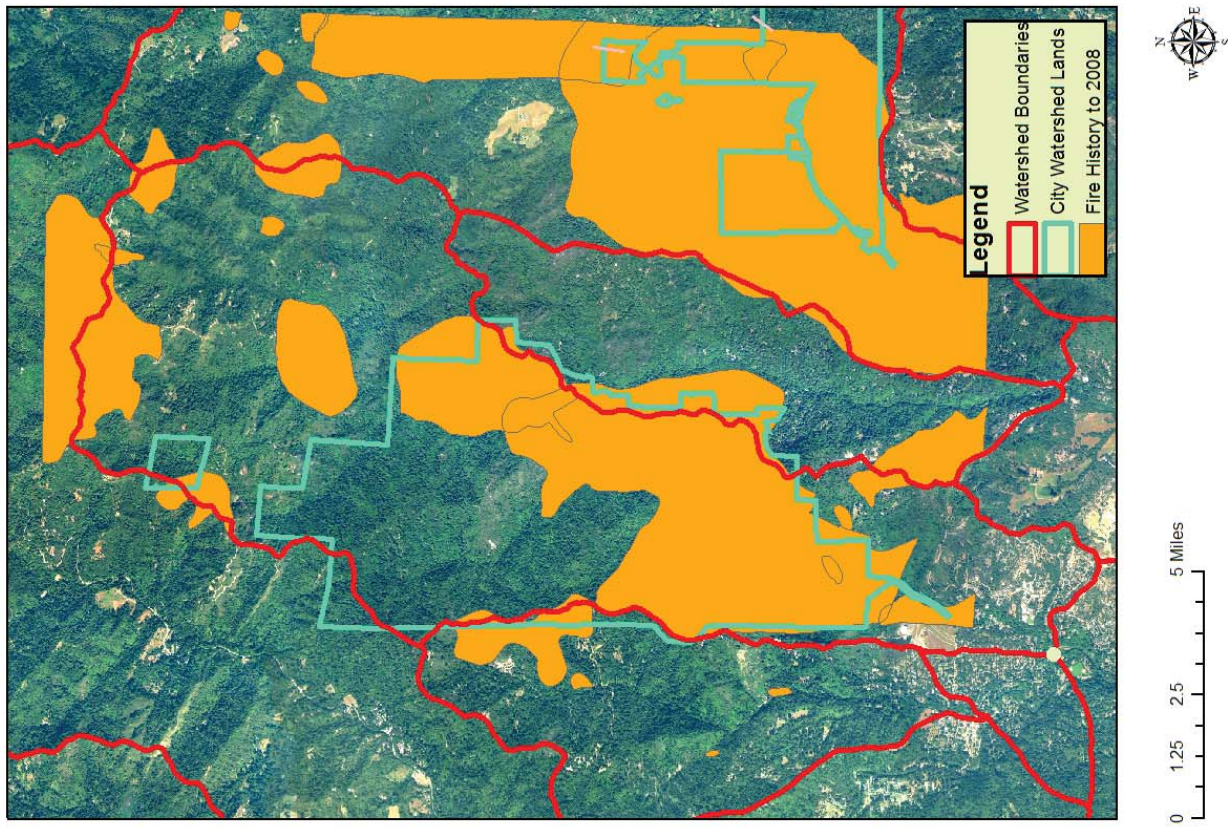 Legend
Watershed Boundaries
City Watershed Lands
Fire History to 2008
N
E
S
W
0 1.25 2.5 5 Miles